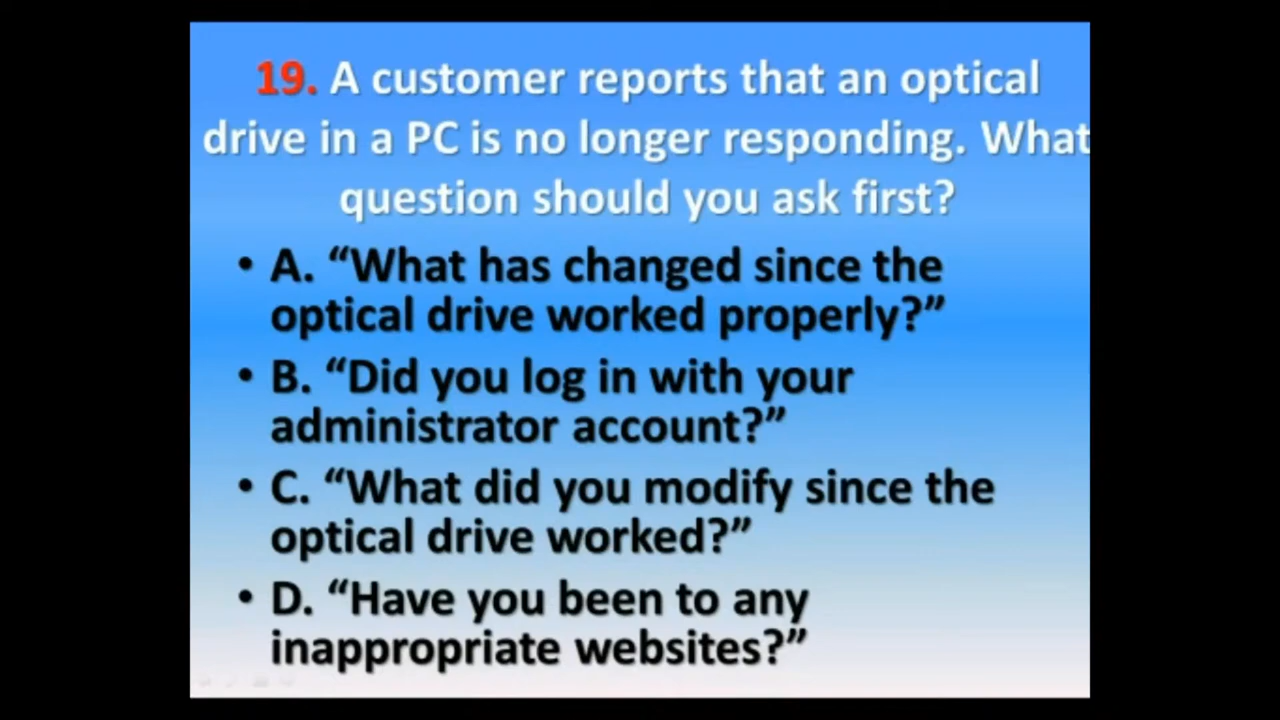 19. A customer reports that an optical
drive in a PC is no longer responding. What
question should you ask first?
• A. “What has changed since the
optical drive worked properly?”
• B. “Did you log in with your
administrator account?”
• C. “What did you modify since the
optical drive worked?”
• D. “Have you been to any
inappropriate websites?”